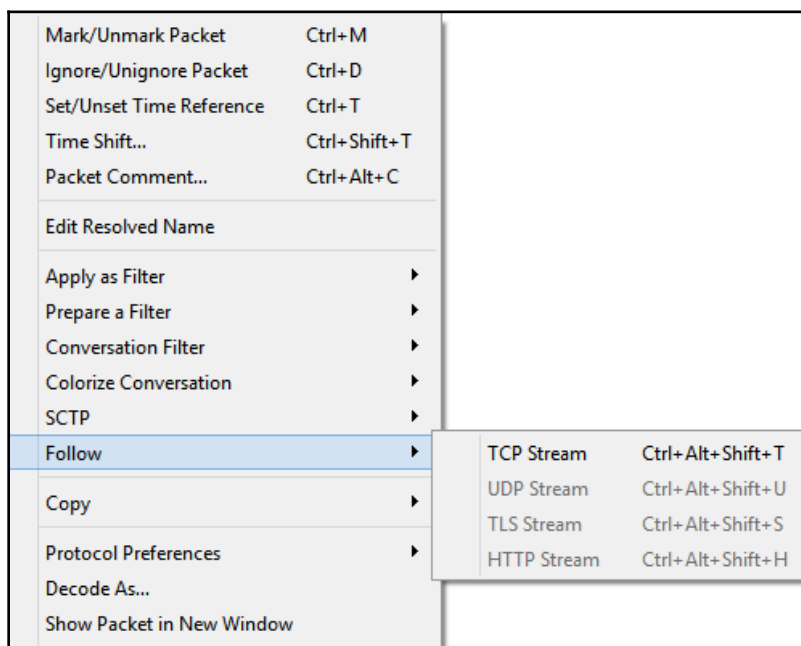 Mark/Unmark Packet Ctrl+M
Ignore/Unignore Packet Ctrl+D
Set/Unset Time Reference Ctrl+T
Time Shift... Ctrl+Shift+T
Packet Comment... Ctrl+Alt+C
Edit Resolved Name
Apply as Filter
Prepare a Filter
Conversation Filter
Colorize Conversation
SCTP
Follow
TCP Stream Ctrl+Alt+Shift+T
UDP Stream Ctrl+Alt+Shift+U
TLS Stream Ctrl+Alt+Shift+S
HTTP Stream Ctrl+Alt+Shift+H
Copy
Protocol Preferences
Decode As...
Show Packet in New Window